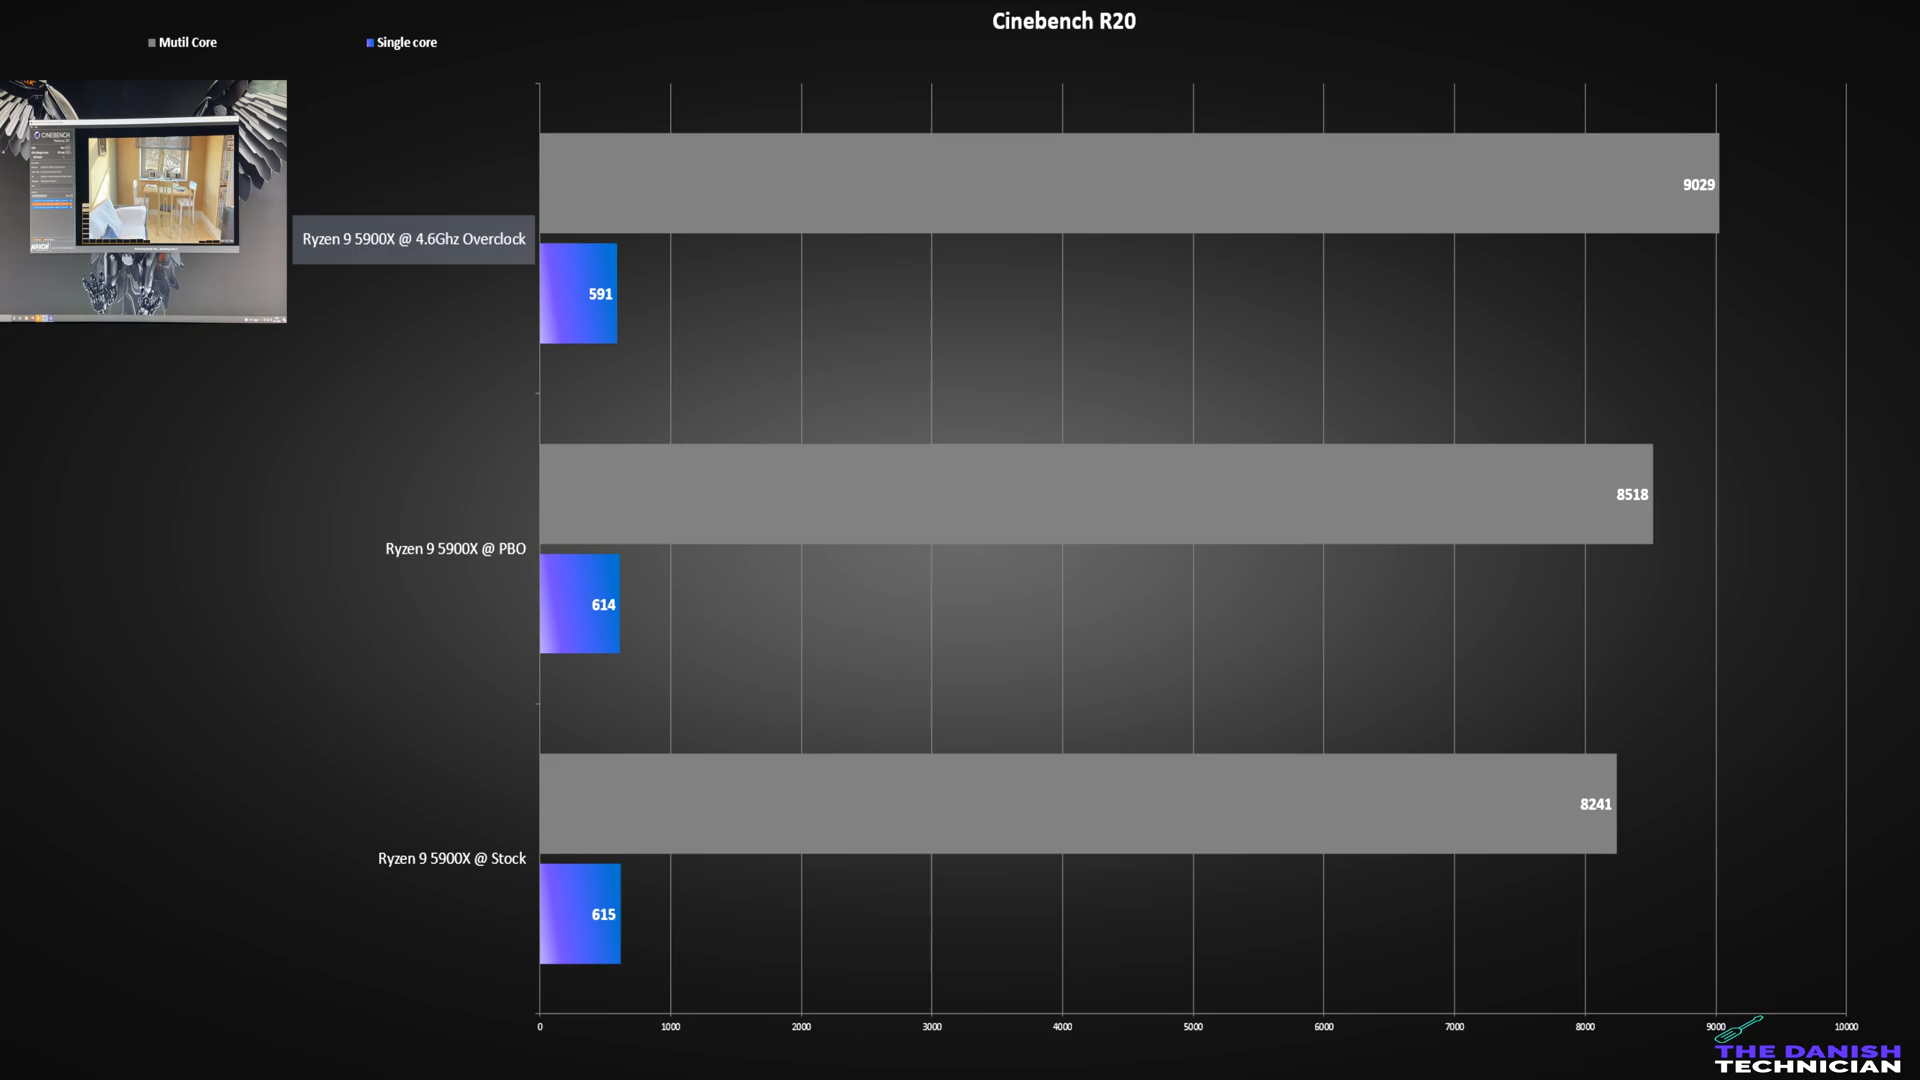 Cinebench R20
Mutil Core
Single core
CINEBENCH
MAXON
Ryzen 9 5900X @ 4.6Ghz Overclock
9029
591
Ryzen 9 5900X @ PBO
8518
614
Ryzen 9 5900X @ Stock
8241
615
0 1000 2000 3000 4000 5000 6000 7000 8000 9000 10000
THE DANISH
TECHNICIAN